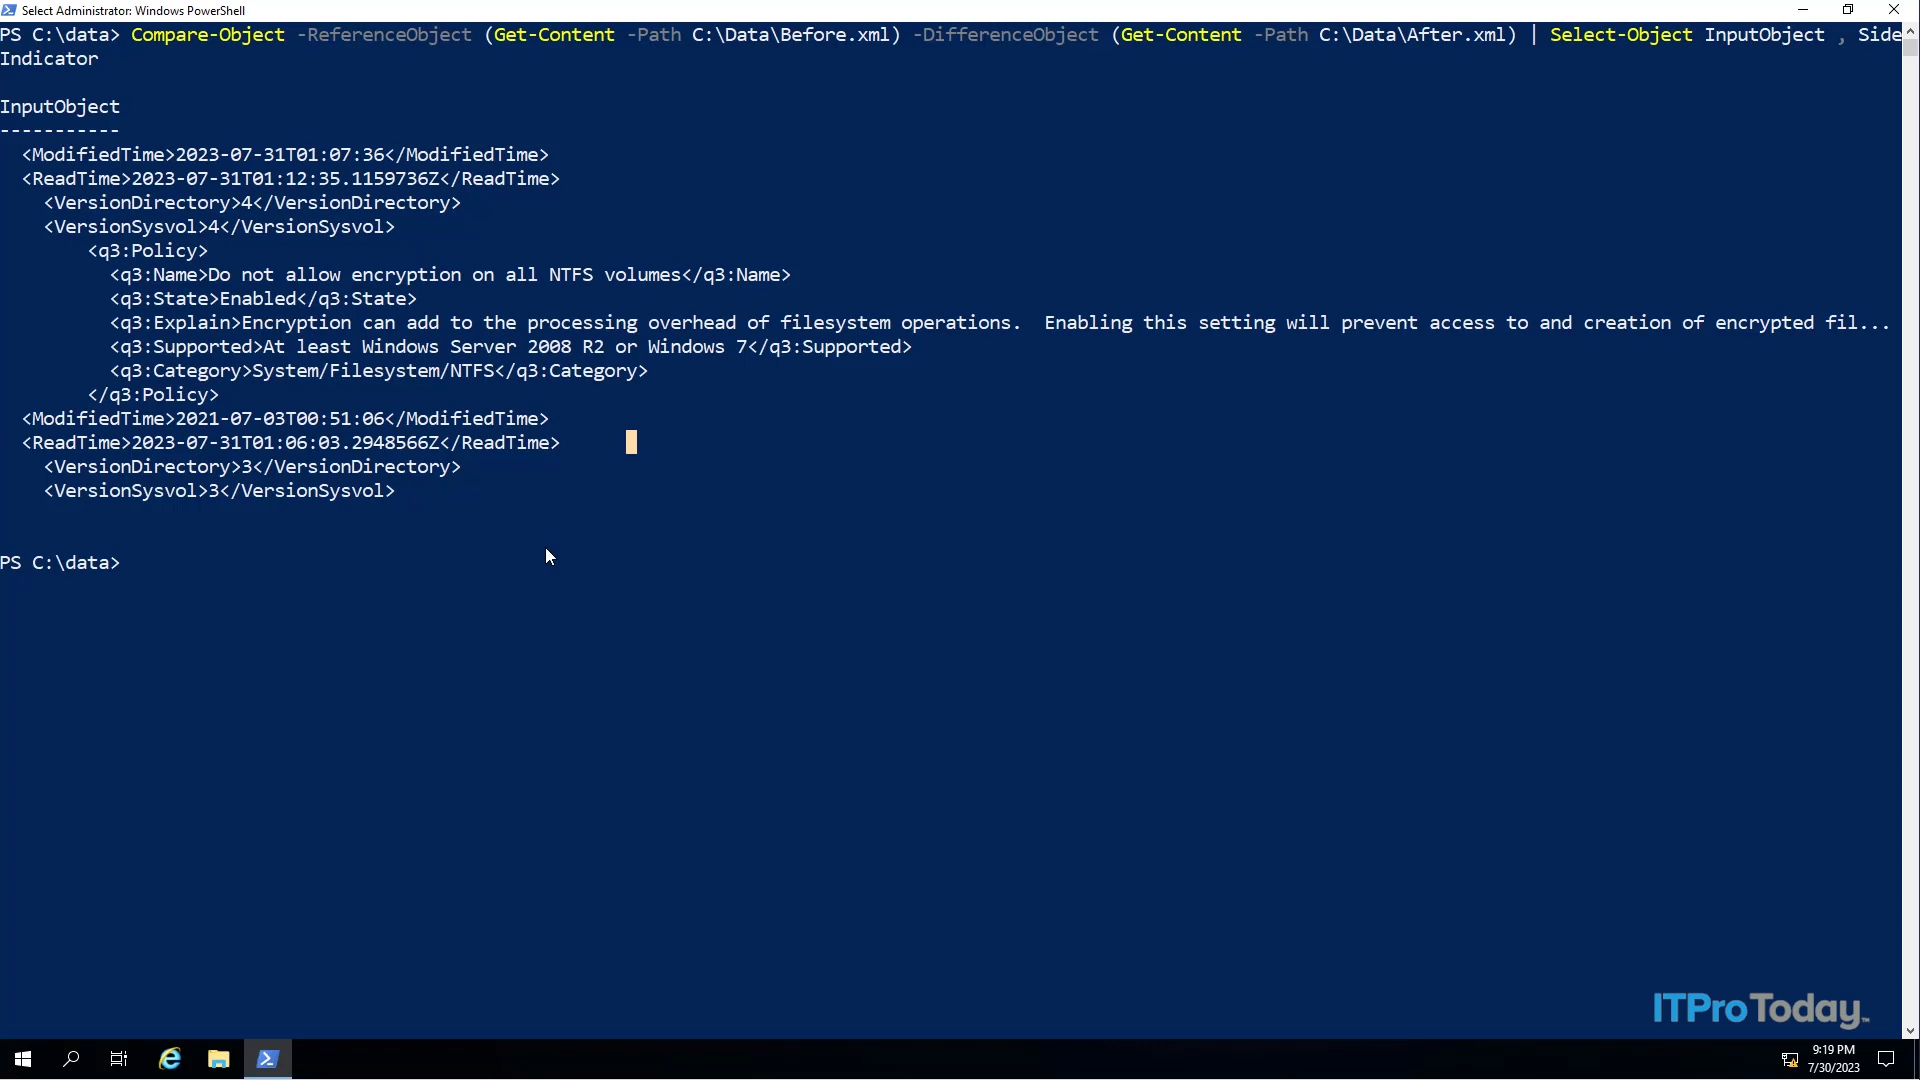 Select Administrator: Windows PowerShell
PS C:\data> Compare-Object -ReferenceObject (Get-Content -Path C:\Data\Before.xml) -DifferenceObject (Get-Content -Path C:\Data\After.xml) | Select-Object InputObject , Side
Indicator
InputObject
-----------
<ModifiedTime>2023-07-31T01:07:36</ModifiedTime>
<ReadTime>2023-07-31T01:12:35.1159736Z</ReadTime>
<VersionDirectory>4</VersionDirectory>
<VersionSysvol>4</VersionSysvol>
<q3:Policy>
<q3:Name>Do not allow encryption on all NTFS volumes</q3:Name>
<q3:State>Enabled</q3:State>
<q3:Explain>Encryption can add to the processing overhead of filesystem operations.  Enabling this setting will prevent access to and creation of encrypted fil...
<q3:Supported>At least Windows Server 2008 R2 or Windows 7</q3:Supported>
<q3:Category>System/Filesystem/NTFS</q3:Category>
</q3:Policy>
<ModifiedTime>2021-07-03T00:51:06</ModifiedTime>
<ReadTime>2023-07-31T01:06:03.2948566Z</ReadTime>
<VersionDirectory>3</VersionDirectory>
<VersionSysvol>3</VersionSysvol>
PS C:\data>
ITProToday™
9:19 PM
7/30/2023